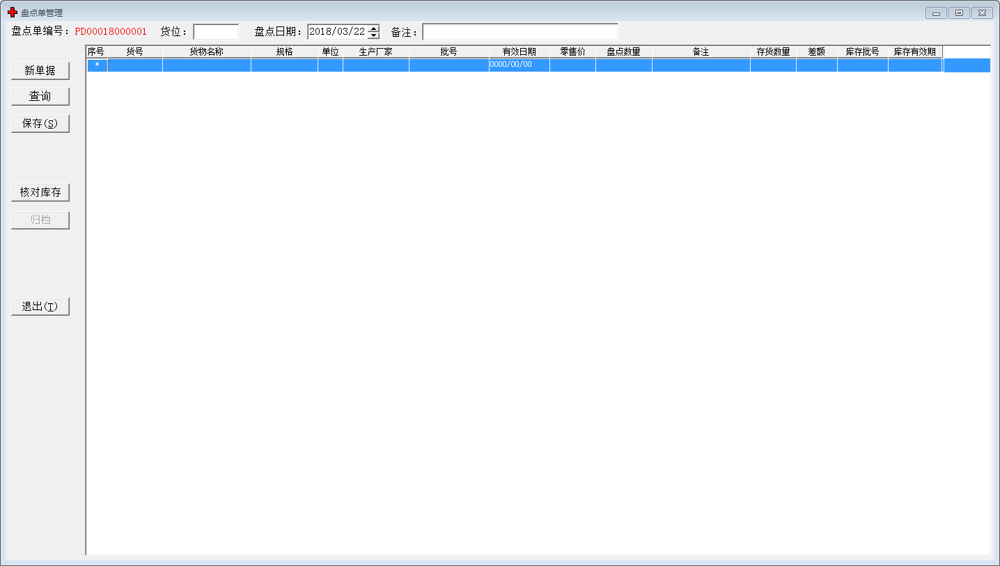 盘点单管理
盘点单编号：PD00018000001 货位： 盘点日期：2018/03/22 备注：
序号 货号 货物名称 规格 单位 生产厂家 批号 有效日期 零售价 盘点数量 备注 存货数量 差额 库存批号 库存有效期
* 0000/00/00
新单据
查询
保存(S)
核对库存
归档
退出(T)